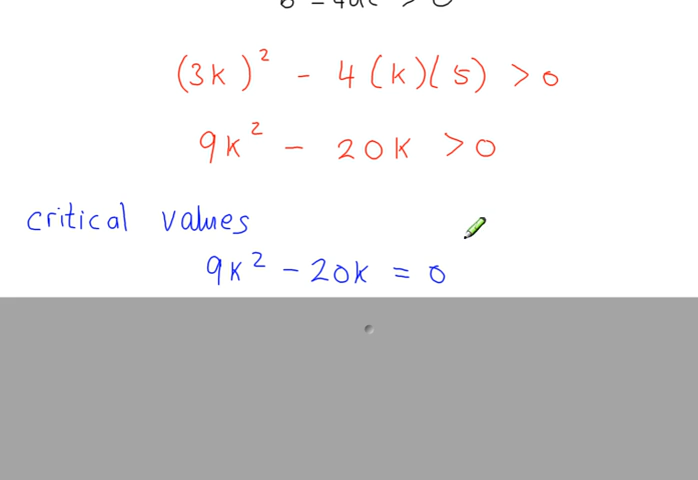 (3k)² - 4(k)(5) > 0
9k² - 20k > 0
critical values
9k² - 20k = 0